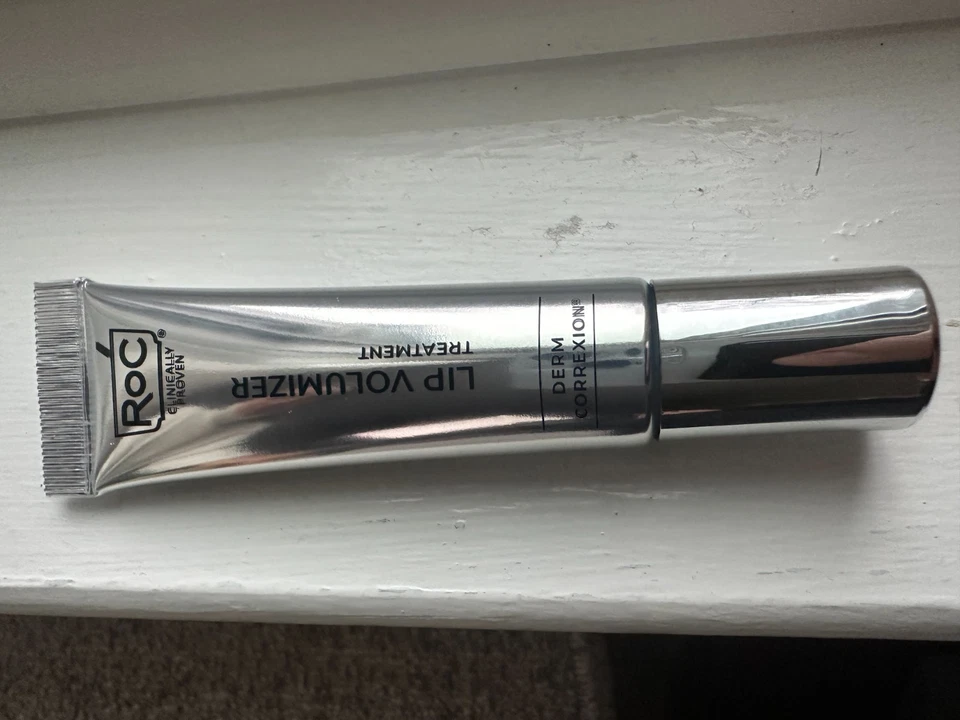 RoC®
CLINICALLY
PROVEN
LIP VOLUMIZER
TREATMENT
DERM
CORREXION